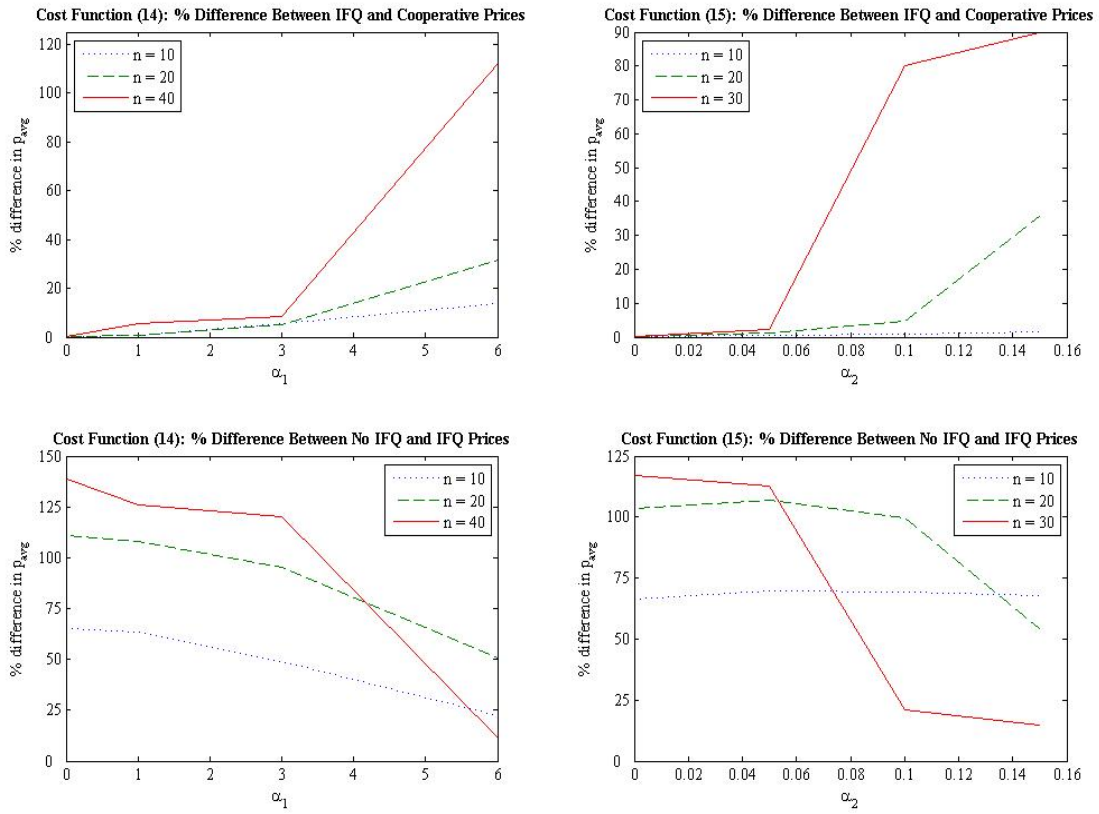 Cost Function (14): % Difference Between IFQ and Cooperative Prices
120
100
80
60
40
20
0
% difference in pavg
n = 10
n = 20
n = 40
0 1 2 3 4 5 6
α1
Cost Function (15): % Difference Between IFQ and Cooperative Prices
90
80
70
60
50
40
30
20
10
0
% difference in pavg
n = 10
n = 20
n = 30
0 0.02 0.04 0.06 0.08 0.1 0.12 0.14 0.16
α2
Cost Function (14): % Difference Between No IFQ and IFQ Prices
150
125
100
75
50
25
0
% difference in pavg
n = 10
n = 20
n = 40
0 1 2 3 4 5 6
α1
Cost Function (15): % Difference Between No IFQ and IFQ Prices
125
100
75
50
25
0
% difference in pavg
n = 10
n = 20
n = 30
0 0.02 0.04 0.06 0.08 0.1 0.12 0.14 0.16
α2